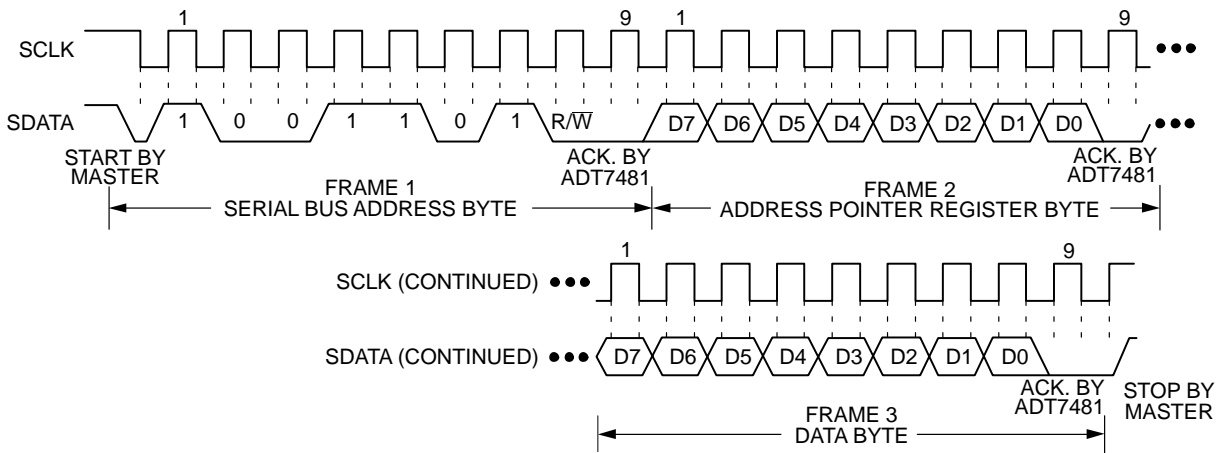 1 9 1 9
SCLK
SDATA 1 0 0 1 1 0 1 R/W̅ D7 D6 D5 D4 D3 D2 D1 D0
START BY MASTER
ACK. BY ADT7481
ACK. BY ADT7481
FRAME 1
SERIAL BUS ADDRESS BYTE
FRAME 2
ADDRESS POINTER REGISTER BYTE
1 9
SCLK (CONTINUED)
SDATA (CONTINUED) D7 D6 D5 D4 D3 D2 D1 D0
ACK. BY ADT7481
STOP BY MASTER
FRAME 3
DATA BYTE